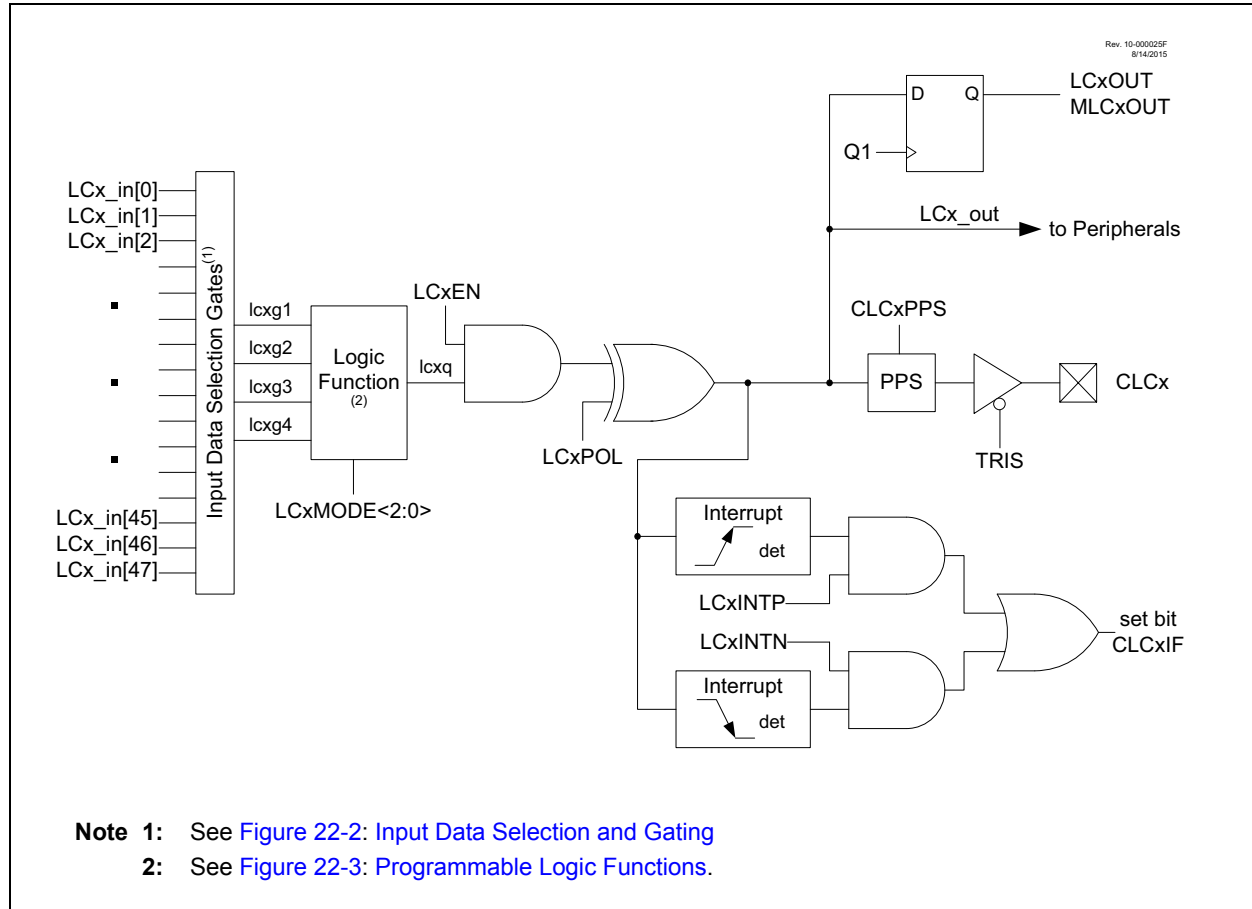 Rev. 10-000025F
8/14/2015
LCx_in[0]
LCx_in[1]
LCx_in[2]
LCx_in[45]
LCx_in[46]
LCx_in[47]
Input Data Selection Gates(1)
lcxg1
lcxg2
lcxg3
lcxg4
Logic
Function
(2)
LCxMODE<2:0>
lcxq
LCxEN
LCxPOL
D
Q
Q1
LCxOUT
MLCxOUT
LCx_out
to Peripherals
CLCxPPS
PPS
TRIS
CLCx
Interrupt
det
LCxINTP
LCxINTN
Interrupt
det
set bit
CLCxIF
Note 1: See Figure 22-2: Input Data Selection and Gating
2: See Figure 22-3: Programmable Logic Functions.